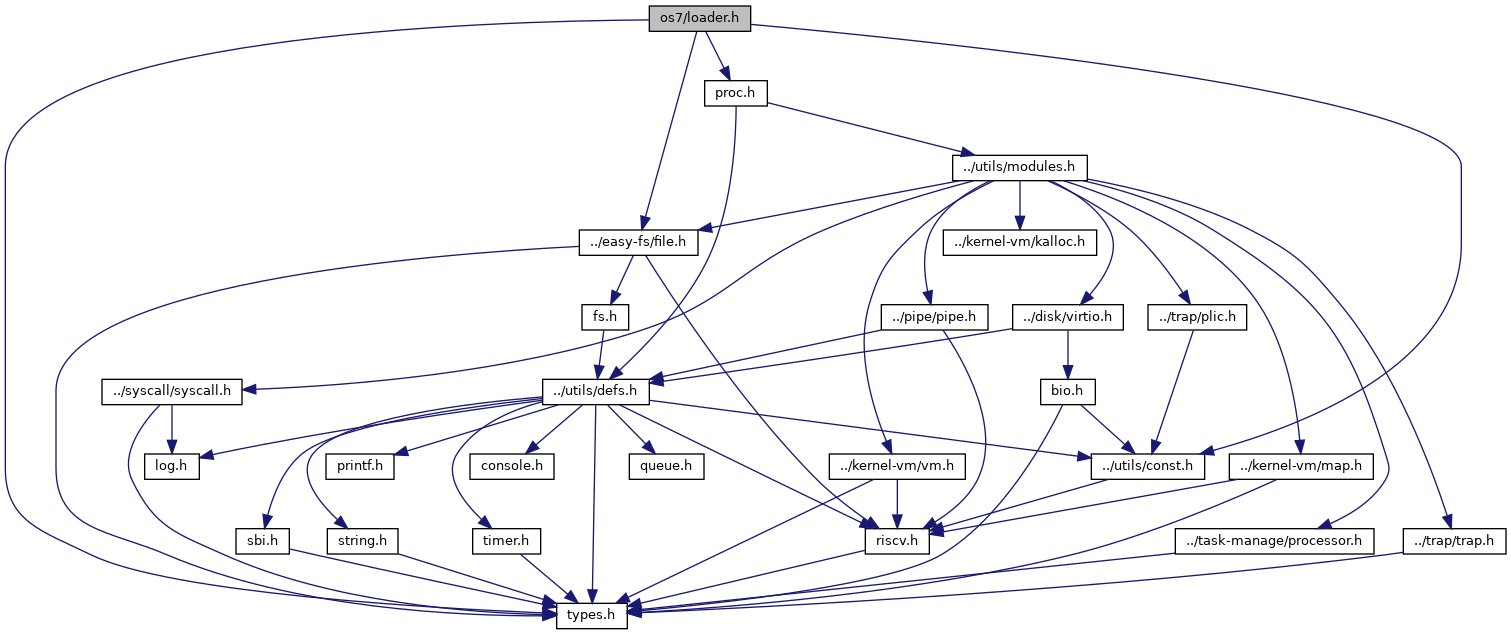 os7/loader.h
proc.h
../utils/modules.h
../easy-fs/file.h
../kernel-vm/kalloc.h
fs.h
../pipe/pipe.h
../disk/virtio.h
../trap/plic.h
../syscall/syscall.h
../utils/defs.h
bio.h
log.h
printf.h
console.h
queue.h
../kernel-vm/vm.h
../utils/const.h
../kernel-vm/map.h
sbi.h
string.h
timer.h
riscv.h
../task-manage/processor.h
../trap/trap.h
types.h